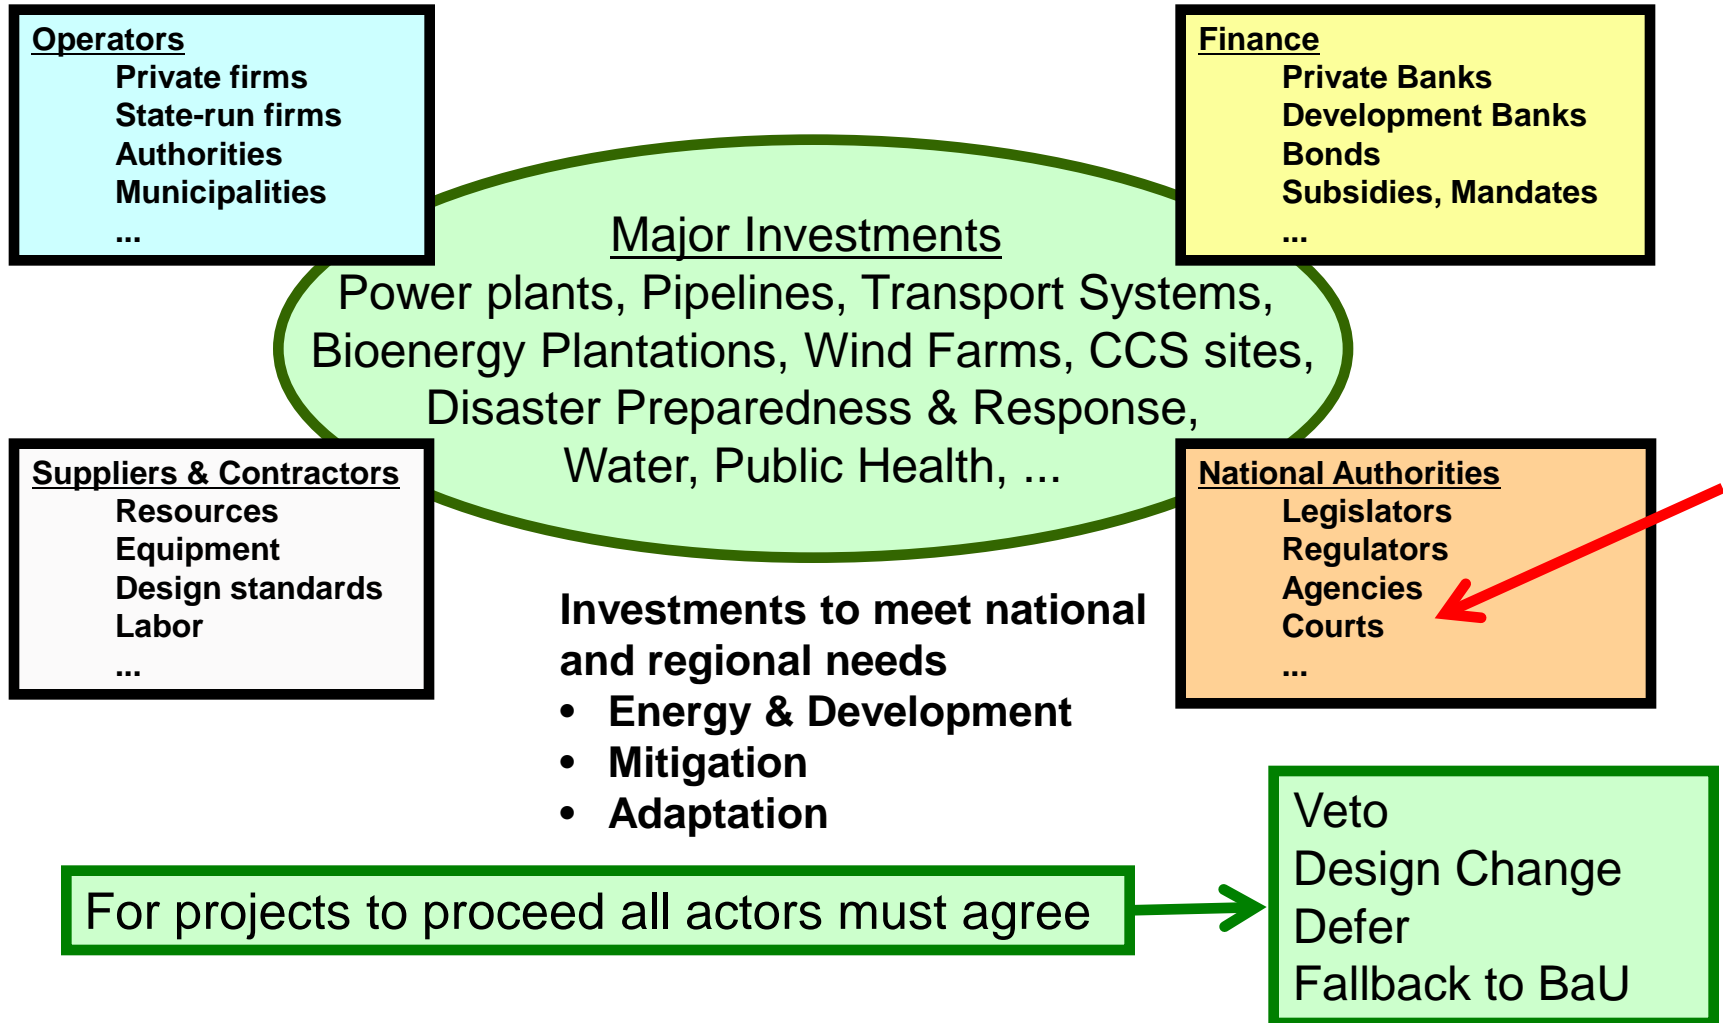 Operators
Private firms
State-run firms
Authorities
Municipalities
...
Finance
Private Banks
Development Banks
Bonds
Subsidies, Mandates
...
Major Investments
Power plants, Pipelines, Transport Systems,
Bioenergy Plantations, Wind Farms, CCS sites,
Disaster Preparedness & Response,
Water, Public Health, ...
Suppliers & Contractors
Resources
Equipment
Design standards
Labor
...
National Authorities
Legislators
Regulators
Agencies
Courts
...
Investments to meet national
and regional needs
• Energy & Development
• Mitigation
• Adaptation
For projects to proceed all actors must agree
Veto
Design Change
Defer
Fallback to BaU